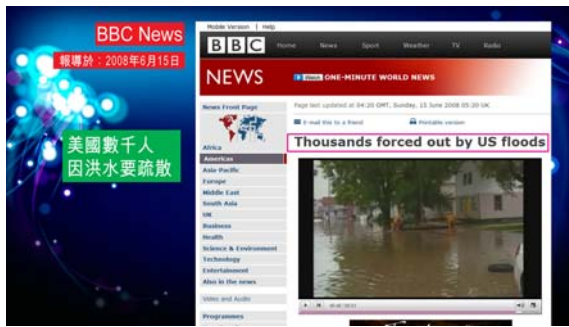 BBC News
報導於：2008年6月15日
美國數千人
因洪水要疏散
Mobile Version | Help
BBC Home News Sport Weather TV Radio
NEWS
Watch ONE-MINUTE WORLD NEWS
News Front Page
Page last updated at 04:20 GMT, Sunday, 15 June 2008 05:20 UK
E-mail this to a friend Printable version
Thousands forced out by US floods
Africa
Americas
Asia-Pacific
Europe
Middle East
South Asia
UK
Business
Health
Science & Environment
Technology
Entertainment
Also in the news
Video and Audio
Programmes